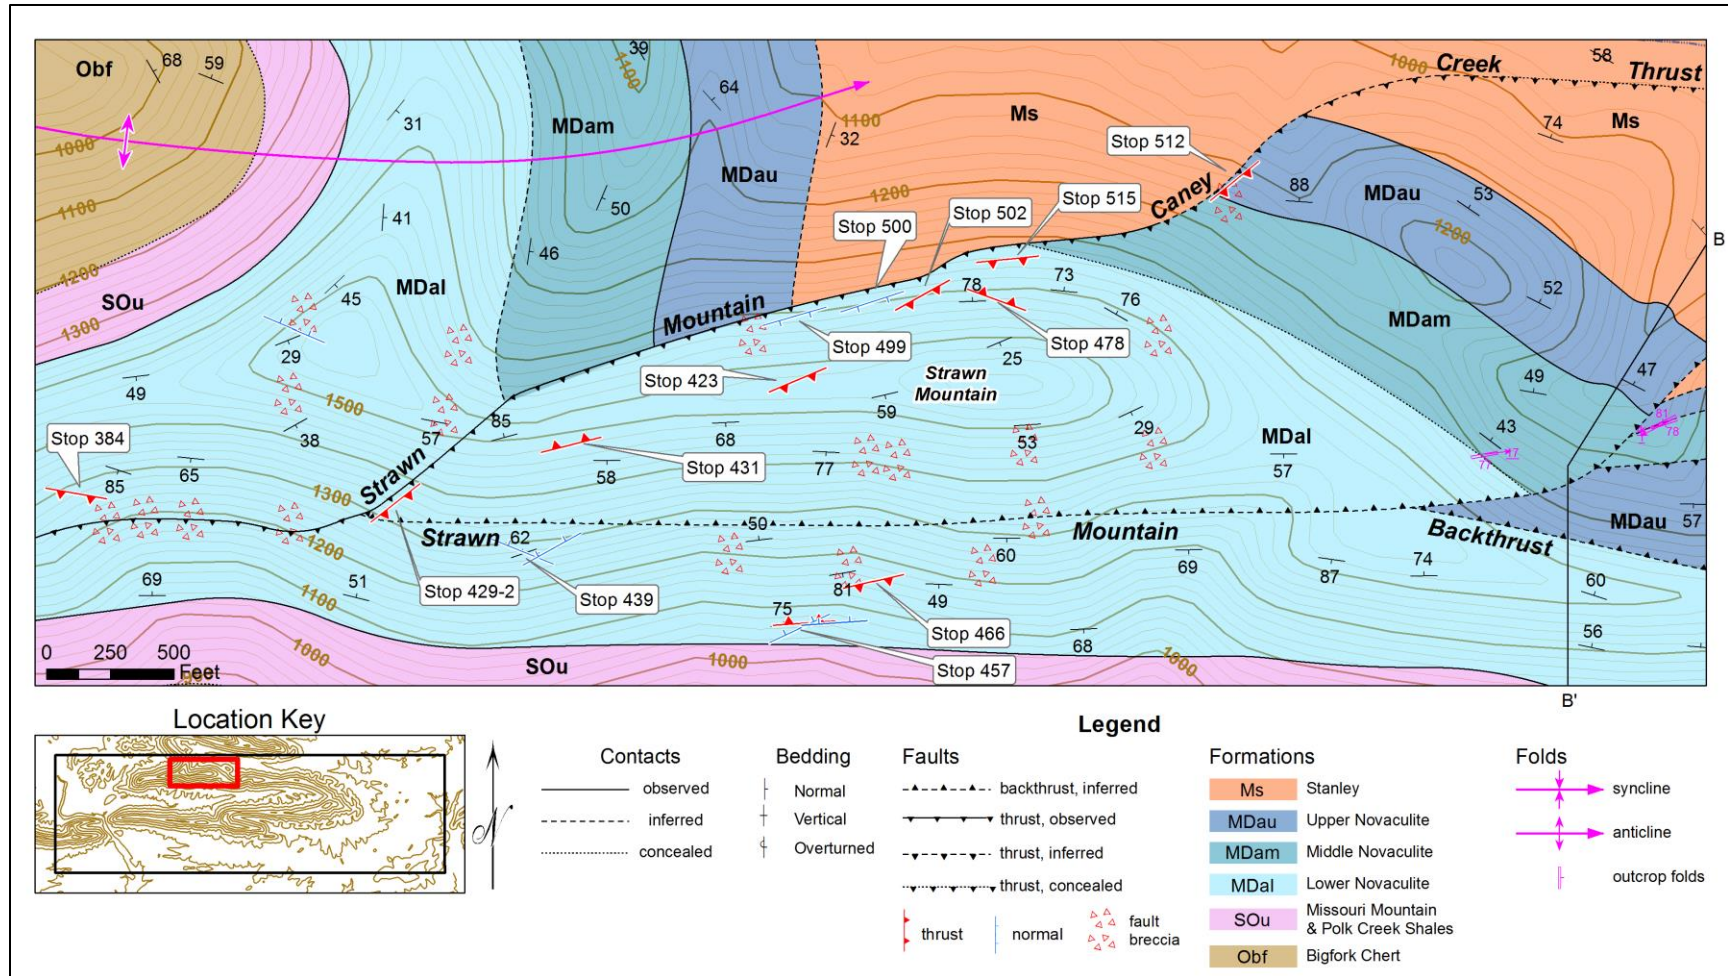 Obf
68
59
1000
1100
1200
1300
SOu
31
41
45
MDal
29
49
1500
38
57
85
Stop 384
85
65
1300
1200
1100
69
51
39
1100
MDam
50
46
64
MDau
32
1100
Ms
1200
Stop 500
Stop 502
Stop 515
Stop 512
Caney
Creek
Thrust
1000
58
74
Ms
88
MDau
53
1200
52
B
MDam
47
49
43
81
78
77
17
Mountain
Strawn
Stop 499
Stop 478
78
73
76
25
Strawn
Mountain
Stop 423
59
53
29
MDal
57
68
Stop 431
58
77
Strawn
Mountain
Backthrust
MDau
57
62
50
60
69
87
74
60
56
Stop 429-2
Stop 439
81
49
75
Stop 466
Stop 457
68
1000
SOu
1000
1000
0 250 500
Feet
B'
Location Key
N
Legend
Contacts
observed
inferred
concealed
Bedding
Normal
Vertical
Overturned
Faults
backthrust, inferred
thrust, observed
thrust, inferred
thrust, concealed
thrust
normal
fault
breccia
Formations
Ms Stanley
MDau Upper Novaculite
MDam Middle Novaculite
MDal Lower Novaculite
SOu Missouri Mountain
& Polk Creek Shales
Obf Bigfork Chert
Folds
syncline
anticline
outcrop folds